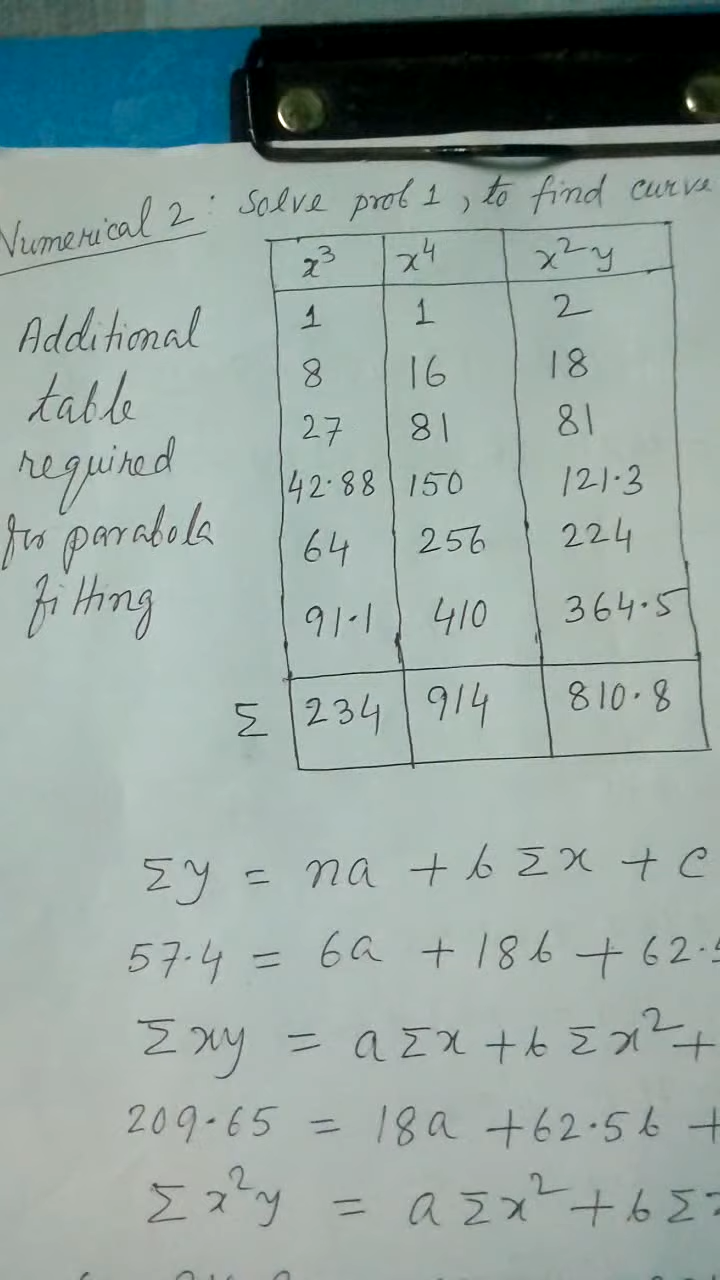 Numerical 2: Solve prob 1, to find curve
Additional table required for parabola fitting
x³ x⁴ x²y
1 1 2
8 16 18
27 81 81
42.88 150 121.3
64 256 224
91.1 410 364.5
Σ 234 914 810.8
Σy = na + bΣx + c
57.4 = 6a + 18b + 62.5
Σxy = aΣx + bΣx² +
209.65 = 18a + 62.5b +
Σx²y = aΣx² + bΣ